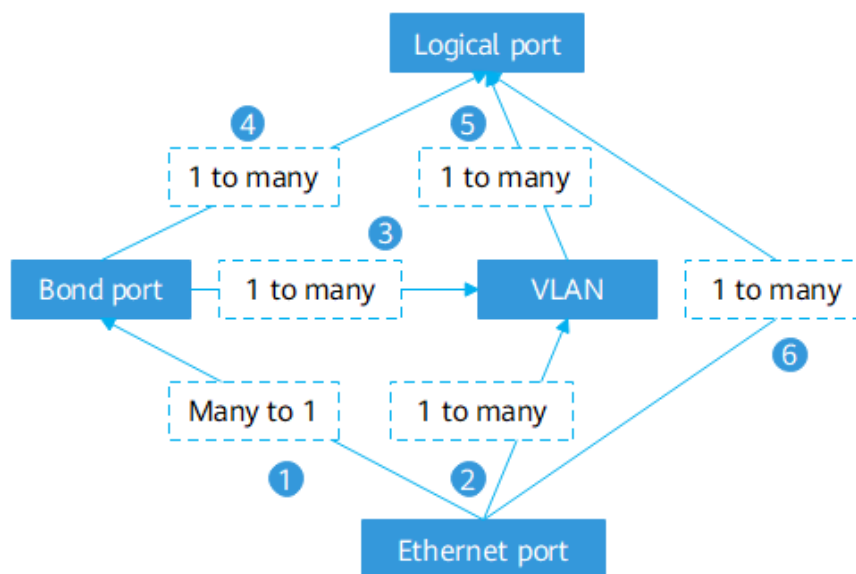 Logical port
4
5
1 to many
1 to many
3
Bond port
1 to many
VLAN
1 to many
6
Many to 1
1 to many
1
2
Ethernet port